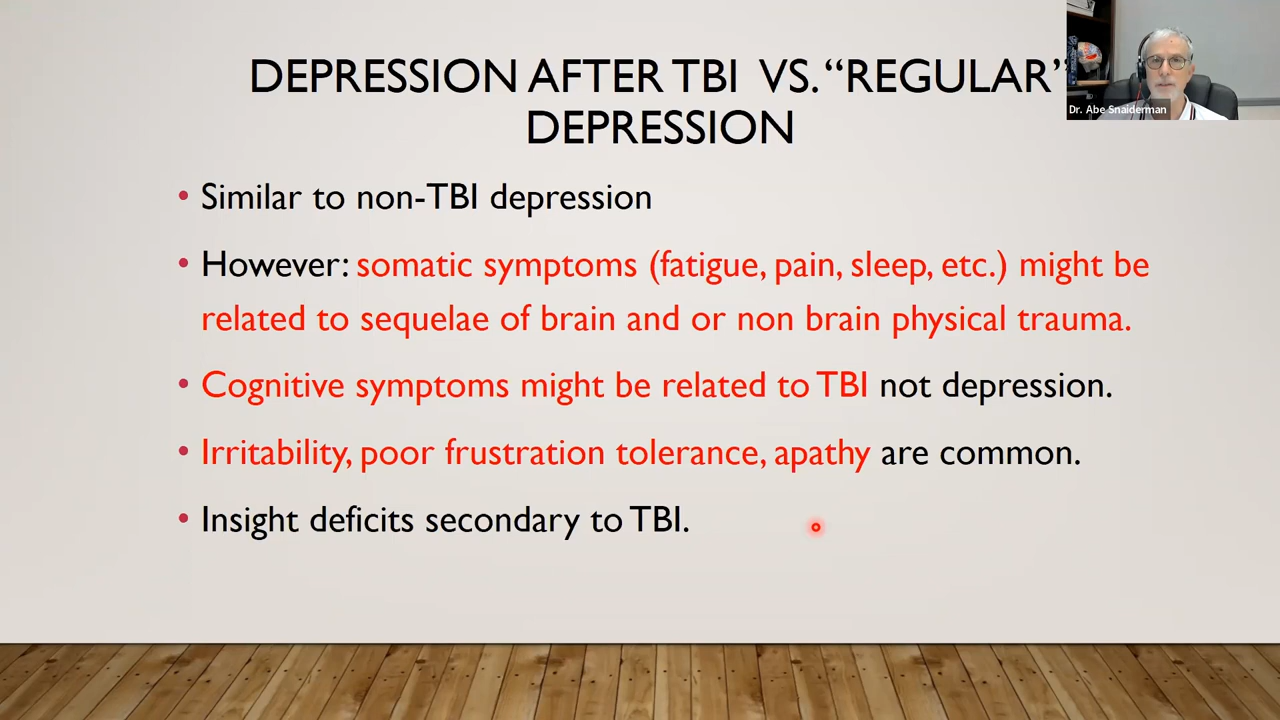 DEPRESSION AFTER TBI VS. “REGULAR”
DEPRESSION
Dr. Abe Snaiderman
• Similar to non-TBI depression
• However: somatic symptoms (fatigue, pain, sleep, etc.) might be
related to sequelae of brain and or non brain physical trauma.
• Cognitive symptoms might be related to TBI not depression.
• Irritability, poor frustration tolerance, apathy are common.
• Insight deficits secondary to TBI.